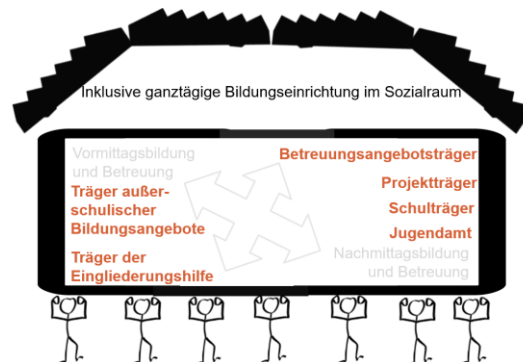 Inklusive ganztägige Bildungseinrichtung im Sozialraum
Vormittagsbildung
und Betreuung
Träger außer-
schulischer
Bildungsangebote
Träger der
Eingliederungshilfe
Betreuungsangebotsträger
Projektträger
Schulträger
Jugendamt
Nachmittagsbildung
und Betreuung